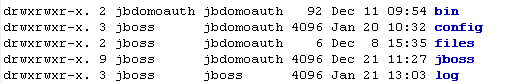 drwxrwxr-x. 2 jbdomoauth jbdomoauth   92 Dec 11 09:54 bin
drwxrwxr-x. 3 jboss      jbdomoauth 4096 Jan 20 10:32 config
drwxrwxr-x. 2 jboss      jbdomoauth    6 Dec  8 15:35 files
drwxrwxr-x. 9 jboss      jbdomoauth 4096 Dec 21 11:27 jboss
drwxrwxr-x. 3 jboss      jboss      4096 Jan 21 13:03 log